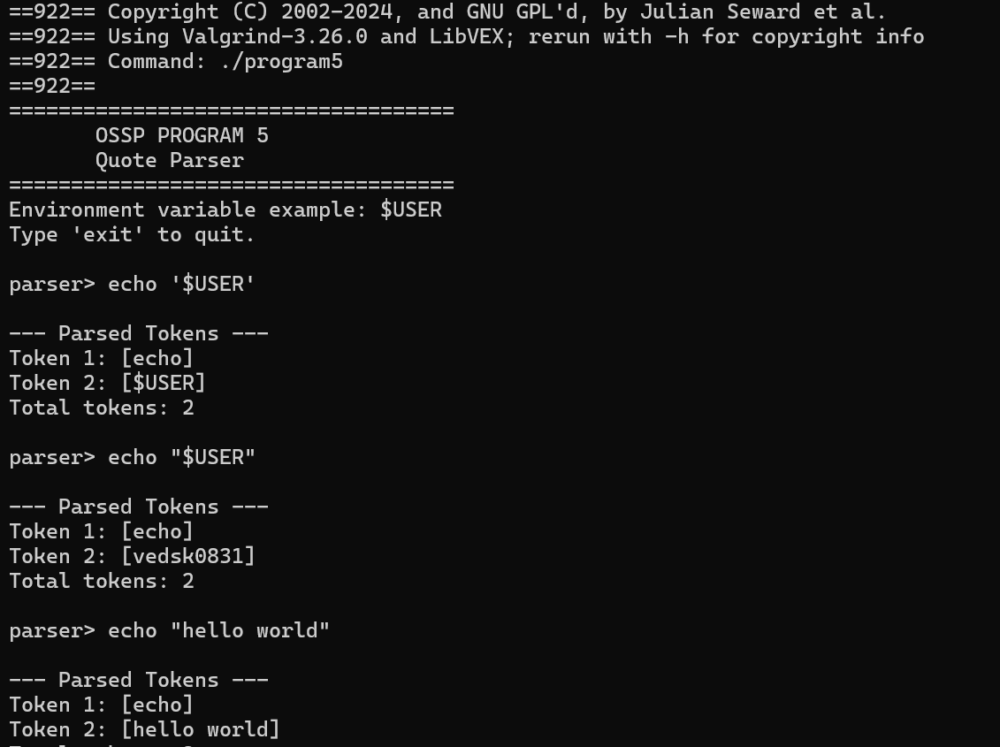 ==922== Copyright (C) 2002-2024, and GNU GPL'd, by Julian Seward et al.
==922== Using Valgrind-3.26.0 and LibVEX; rerun with -h for copyright info
==922== Command: ./program5
==922==
====================================
       OSSP PROGRAM 5
       Quote Parser
====================================
Environment variable example: $USER
Type 'exit' to quit.

parser> echo '$USER'

--- Parsed Tokens ---
Token 1: [echo]
Token 2: [$USER]
Total tokens: 2

parser> echo "$USER"

--- Parsed Tokens ---
Token 1: [echo]
Token 2: [vedsk0831]
Total tokens: 2

parser> echo "hello world"

--- Parsed Tokens ---
Token 1: [echo]
Token 2: [hello world]